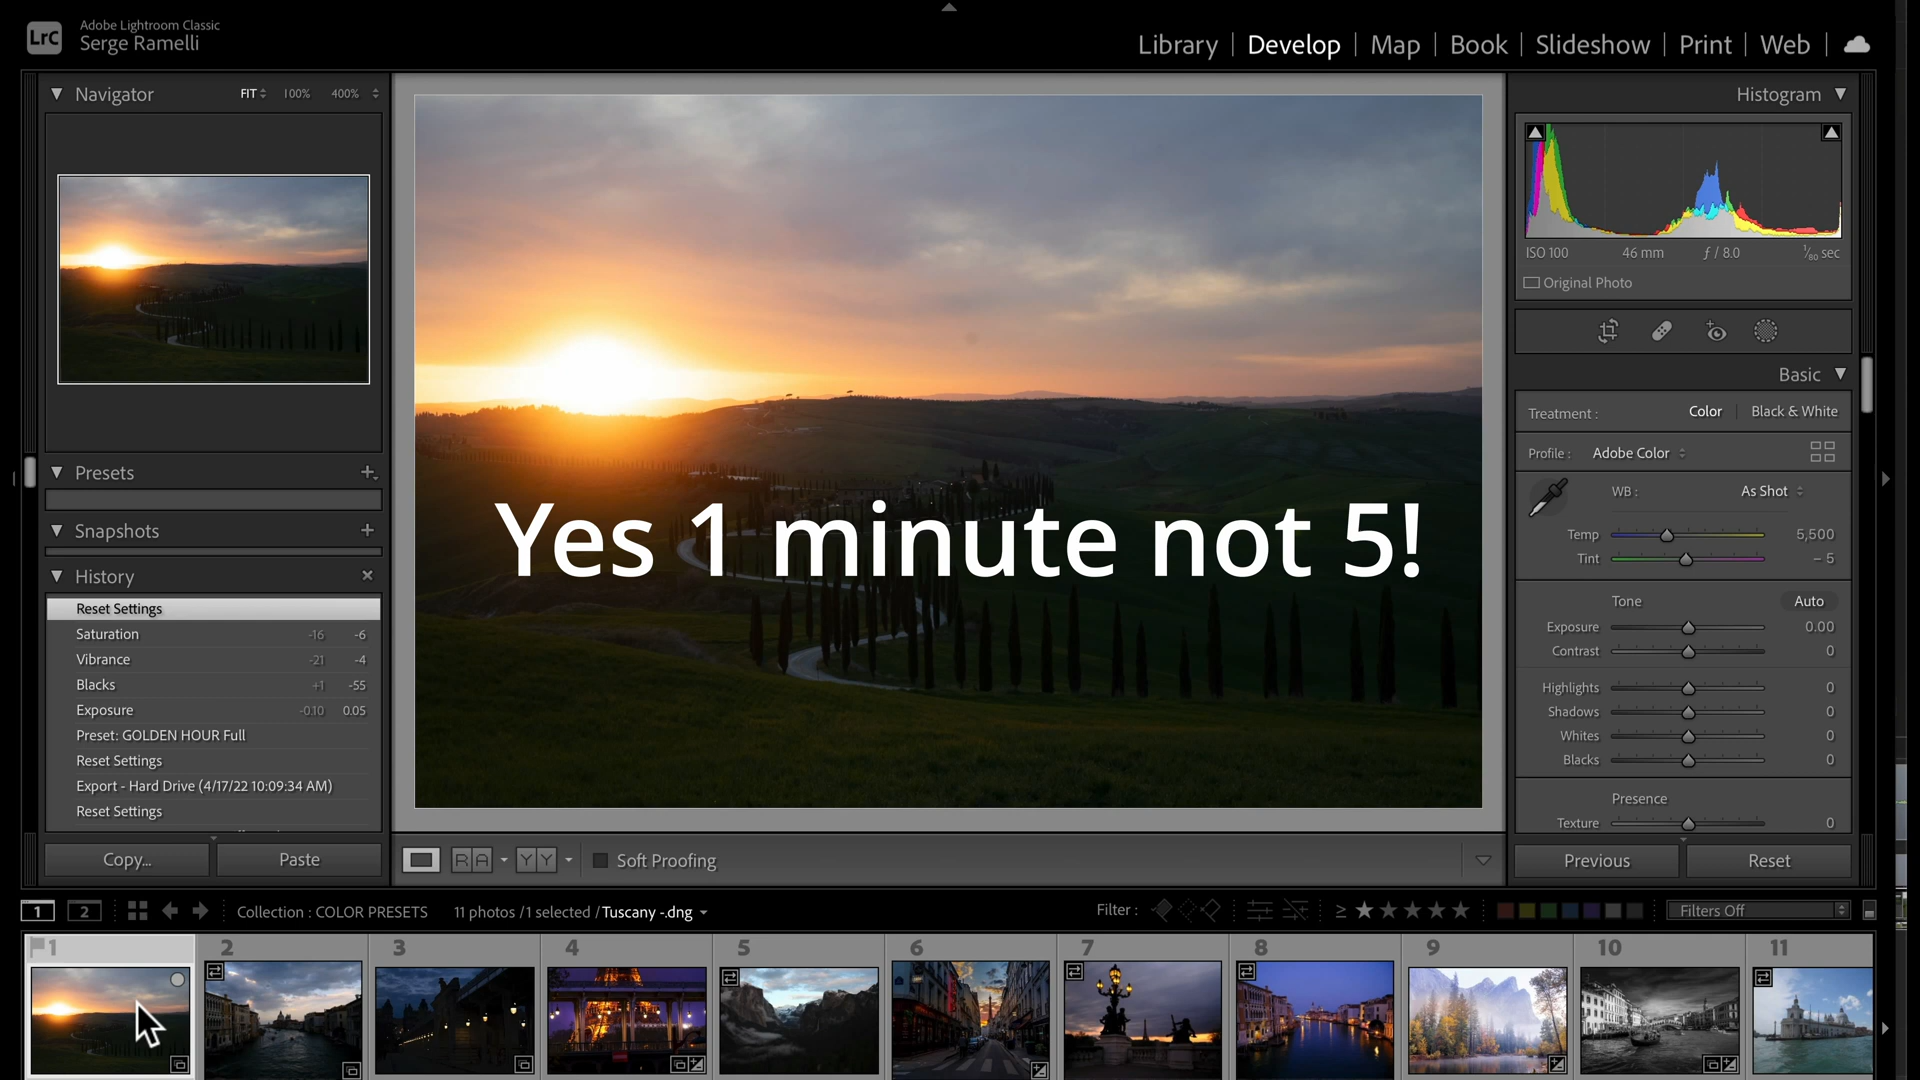 LrC
Adobe Lightroom Classic
Serge Ramelli
Library | Develop | Map | Book | Slideshow | Print | Web
Navigator FIT 100% 400%
Presets
Snapshots
History
Reset Settings
Saturation -16 -6
Vibrance -21 -4
Blacks +1 -55
Exposure -0.10 0.05
Preset: GOLDEN HOUR Full
Reset Settings
Export - Hard Drive (4/17/22 10:09:34 AM)
Reset Settings
Copy... Paste
Yes 1 minute not 5!
R A Y Y Soft Proofing
Histogram
ISO 100 46 mm ƒ / 8.0 1/80 sec
Original Photo
Basic
Treatment : Color | Black & White
Profile : Adobe Color
WB : As Shot
Temp 5,500
Tint – 5
Tone Auto
Exposure 0.00
Contrast 0
Highlights 0
Shadows 0
Whites 0
Blacks 0
Presence
Texture 0
Previous Reset
1 2 Collection : COLOR PRESETS 11 photos /1 selected /Tuscany -.dng Filter : ≥ ★★★★★ Filters Off
1 2 3 4 5 6 7 8 9 10 11